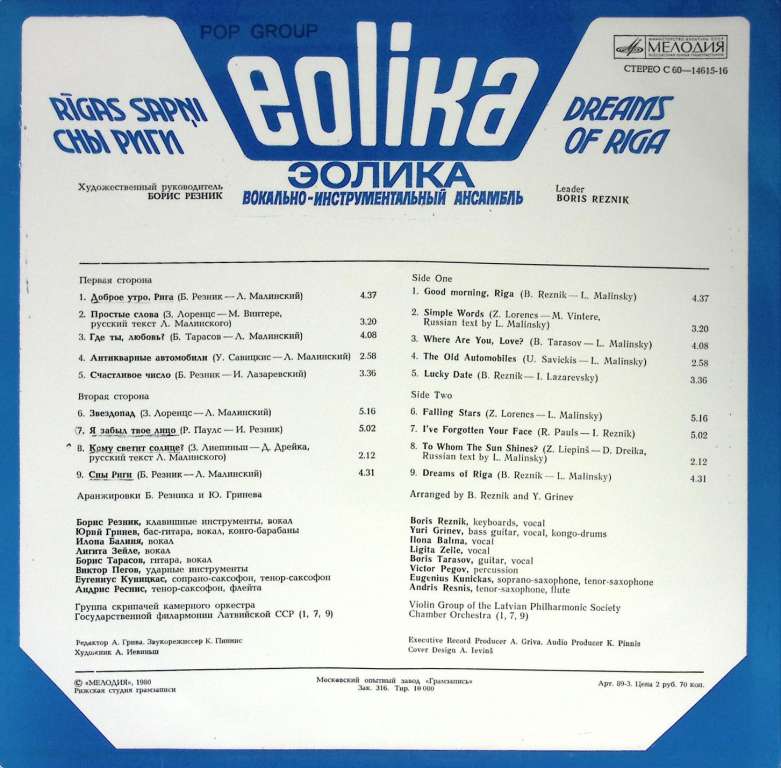 POP GROUP
eolika
МИНИСТЕРСТВО КУЛЬТУРЫ СССР
МЕЛОДИЯ
СТЕРЕО С 60—14615-16
RĪGAS SAPŅI
СНЫ РИГИ
DREAMS
OF RIGA
ЭОЛИКА
ВОКАЛЬНО-ИНСТРУМЕНТАЛЬНЫЙ АНСАМБЛЬ
Художественный руководитель
БОРИС РЕЗНИК
Leader
BORIS REZNIK
Первая сторона
1. Доброе утро, Рига (Б. Резник — Л. Малинский) 4.37
2. Простые слова (З. Лоренцс — М. Винтере,
русский текст Л. Малинского) 3.20
3. Где ты, любовь? (Б. Тарасов — Л. Малинский) 4.08
4. Антикварные автомобили (У. Савицкис — Л. Малинский) 2.58
5. Счастливое число (Б. Резник — И. Лазаревский) 3.36
Вторая сторона
6. Звездопад (З. Лоренцс — Л. Малинский) 5.16
7. Я забыл твое лицо (Р. Паулс — И. Резник) 5.02
8. Кому светит солнце? (З. Лиепиньш — Д. Дрейка,
русский текст Л. Малинского) 2.12
9. Сны Риги (Б. Резник — Л. Малинский) 4.31
Аранжировки Б. Резника и Ю. Гринева
Side One
1. Good morning, Riga (B. Reznik — L. Malinsky) 4.37
2. Simple Words (Z. Lorencs — M. Vintere,
Russian text by L. Malinsky) 3.20
3. Where Are You, Love? (B. Tarasov — L. Malinsky) 4.08
4. The Old Automobiles (U. Savickis — L. Malinsky) 2.58
5. Lucky Date (B. Reznik — I. Lazarevsky) 3.36
Side Two
6. Falling Stars (Z. Lorencs — L. Malinsky) 5.16
7. I've Forgotten Your Face (R. Pauls — I. Reznik) 5.02
8. To Whom The Sun Shines? (Z. Liepinš — D. Dreika,
Russian text by L. Malinsky) 2.12
9. Dreams of Riga (B. Reznik — L. Malinsky) 4.31
Arranged by B. Reznik and Y. Grinev
Борис Резник, клавишные инструменты, вокал
Юрий Гринев, бас-гитара, вокал, конго-барабаны
Илона Балиня, вокал
Лигита Зейле, вокал
Борис Тарасов, гитара, вокал
Виктор Пегов, ударные инструменты
Еугениус Куницкас, сопрано-саксофон, тенор-саксофон
Андрис Реснис, тенор-саксофон, флейта
Группа скрипачей камерного оркестра
Государственной филармонии Латвийской ССР (1, 7, 9)
Boris Reznik, keyboards, vocal
Yuri Grinev, bass guitar, vocal, kongo-drums
Ilona Balina, vocal
Ligita Zeile, vocal
Boris Tarasov, guitar, vocal
Victor Pegov, percussion
Eugenius Kunickas, soprano-saxophone, tenor-saxophone
Andris Resnis, tenor-saxophone, flute
Violin Group of the Latvian Philharmonic Society
Chamber Orchestra (1, 7, 9)
Редактор А. Грива. Звукорежиссер К. Пиннис
Художник А. Иевиньш
Executive Record Producer A. Griva. Audio Producer K. Pinnis
Cover Design A. Ieviņš
© «МЕЛОДИЯ», 1980
Рижская студия грамзаписи
Московский опытный завод «Грамзапись»
Зак. 316. Тир. 10 000
Арт. 89-3. Цена 2 руб. 70 коп.